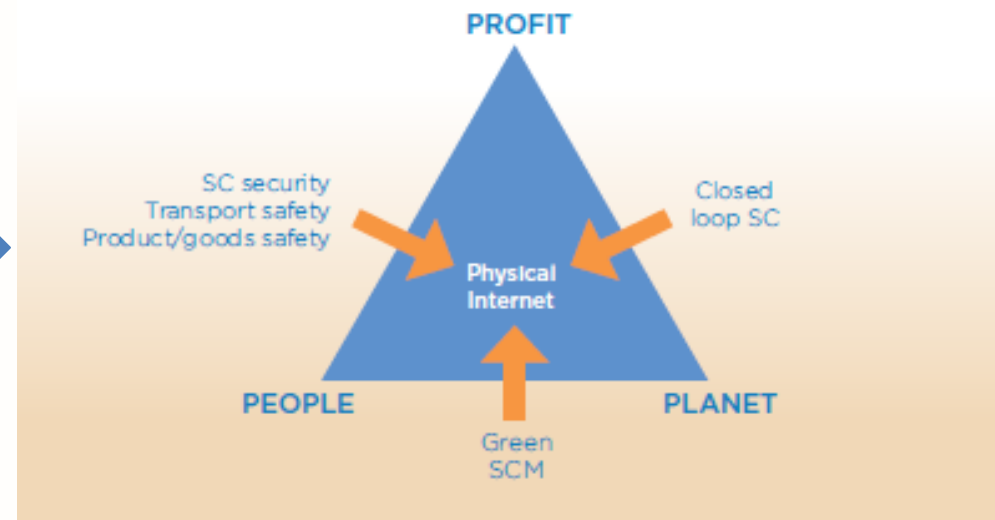 PROFIT
SC security
Transport safety
Product/goods safety
Closed
loop SC
Physical
Internet
PEOPLE
PLANET
Green
SCM